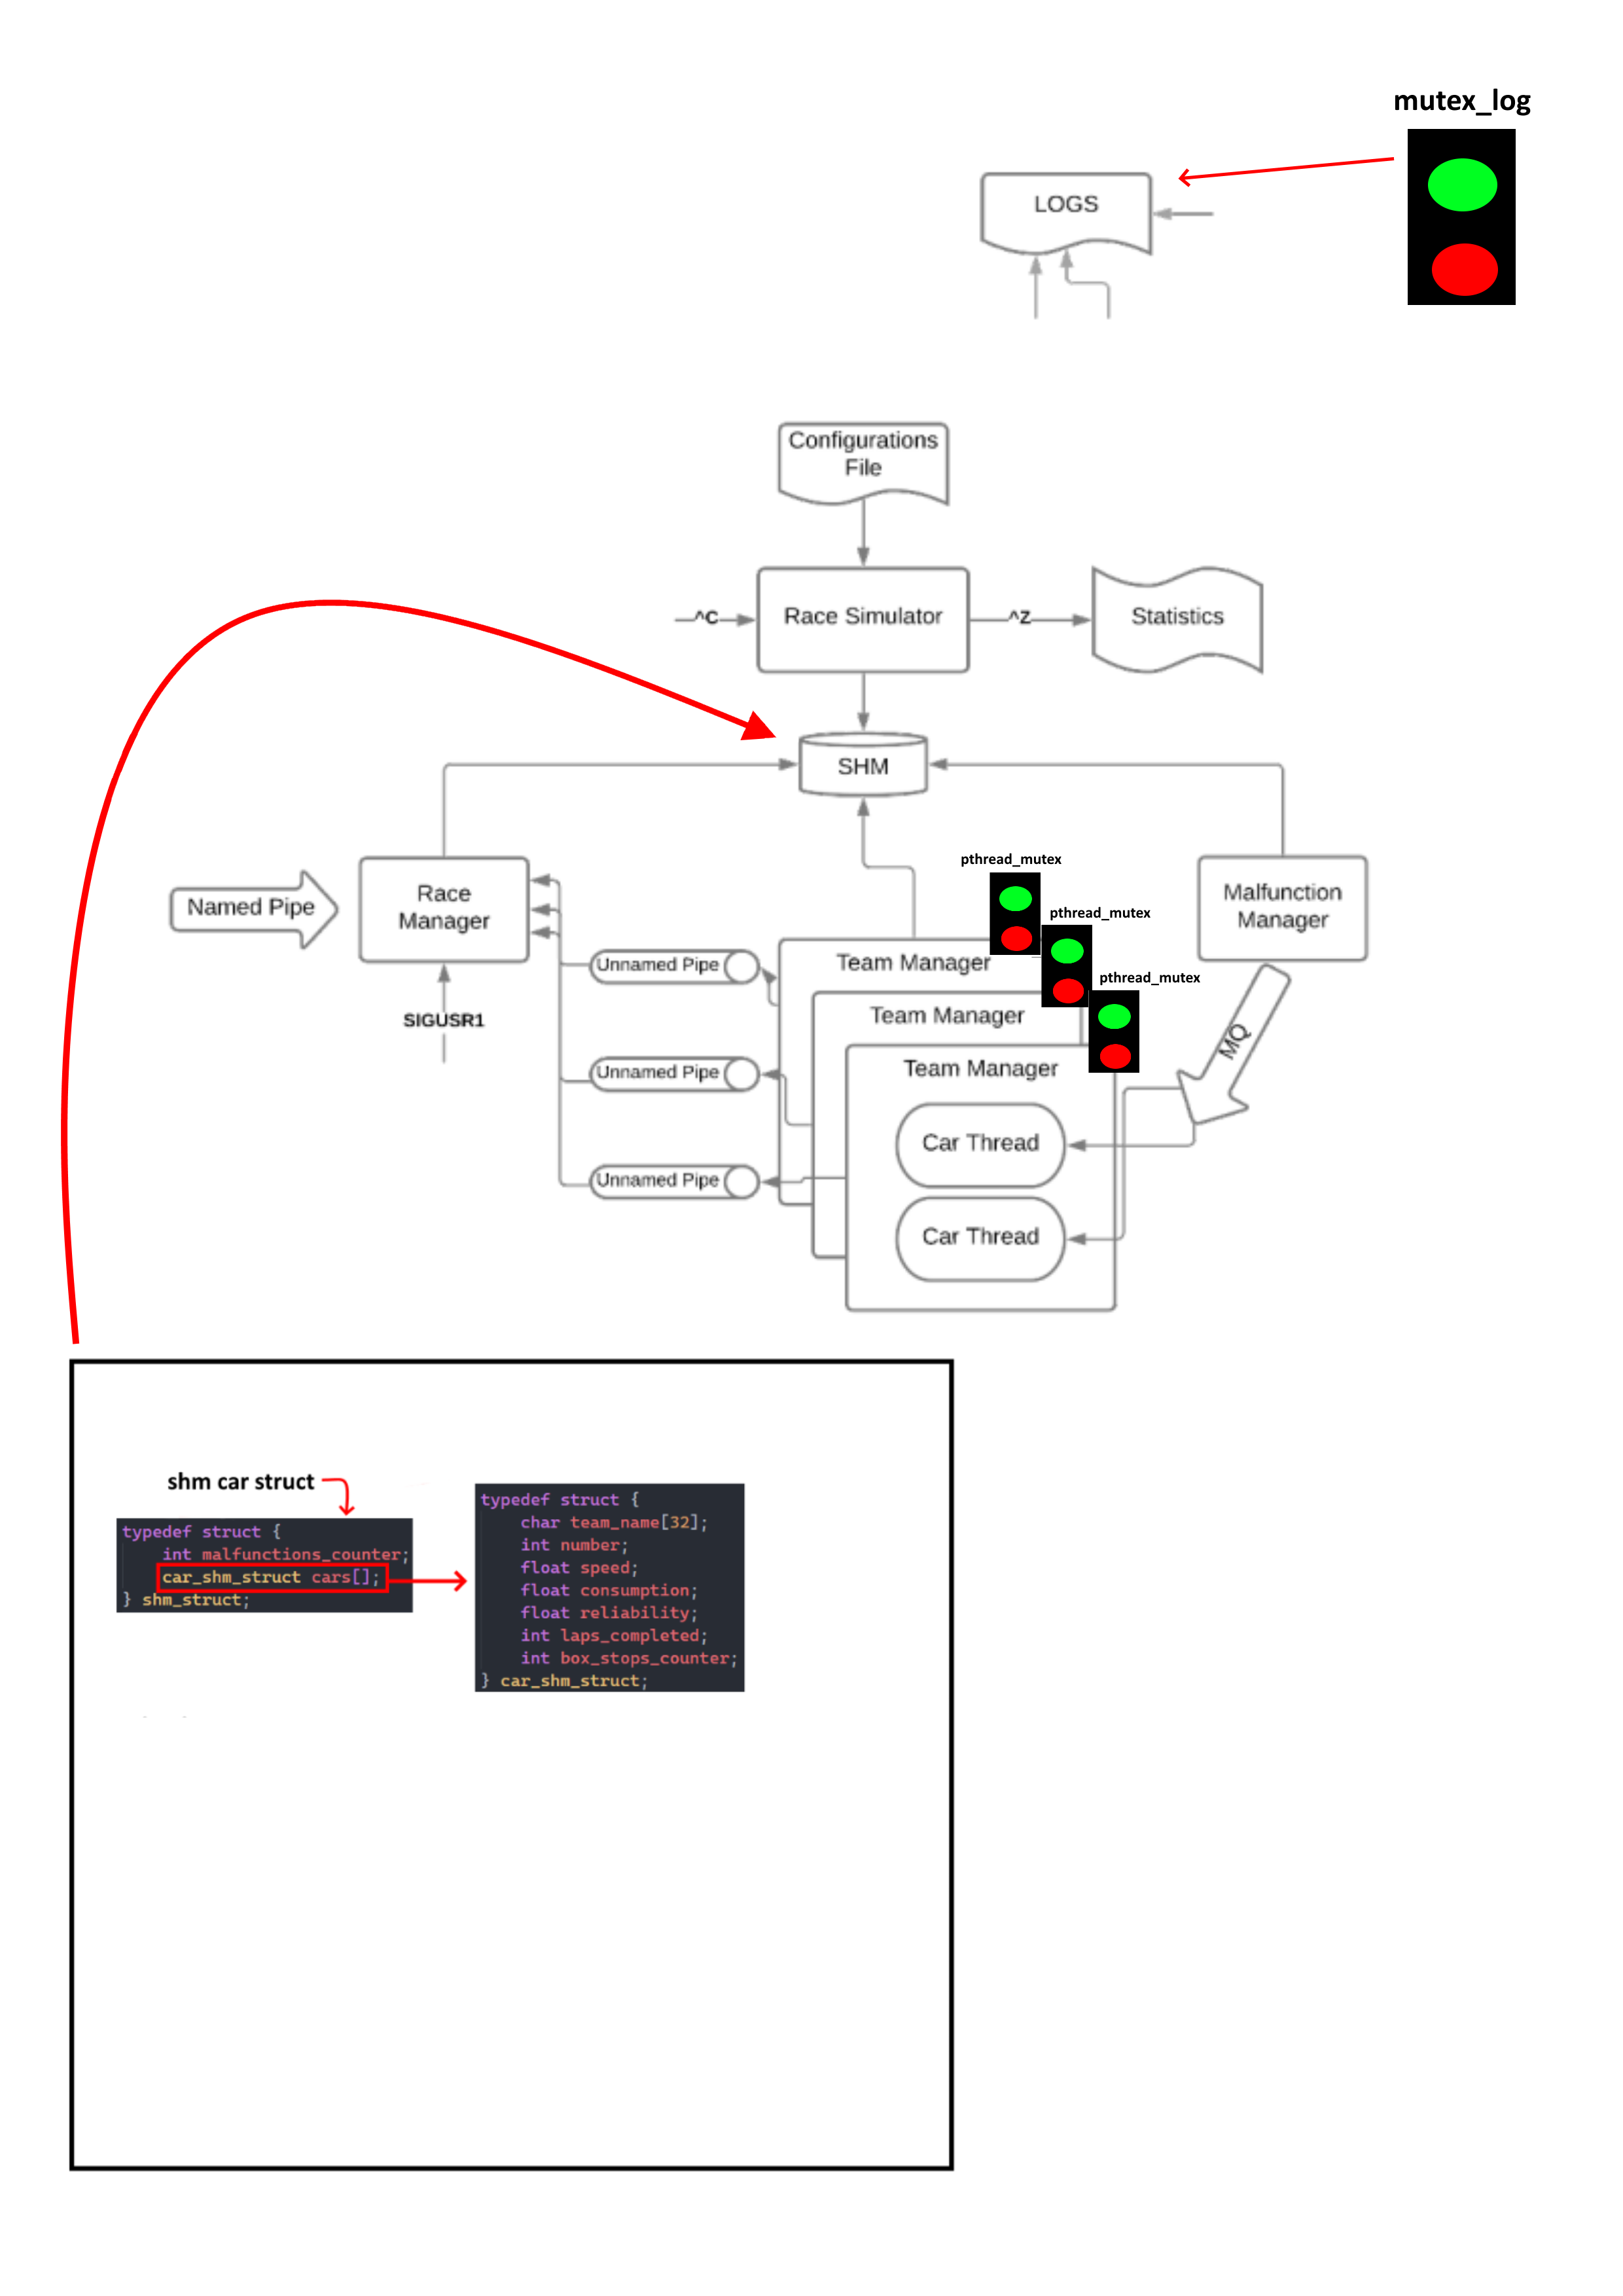 mutex_log
LOGS
Configurations
File
^C
Race Simulator
^Z
Statistics
SHM
Named Pipe
Race
Manager
SIGUSR1
pthread_mutex
pthread_mutex
pthread_mutex
Malfunction
Manager
MQ
Unnamed Pipe
Unnamed Pipe
Unnamed Pipe
Team Manager
Team Manager
Team Manager
Car Thread
Car Thread
shm car struct
typedef struct {
int malfunctions_counter;
car_shm_struct cars[];
} shm_struct;
typedef struct {
char team_name[32];
int number;
float speed;
float consumption;
float reliability;
int laps_completed;
int box_stops_counter;
} car_shm_struct;